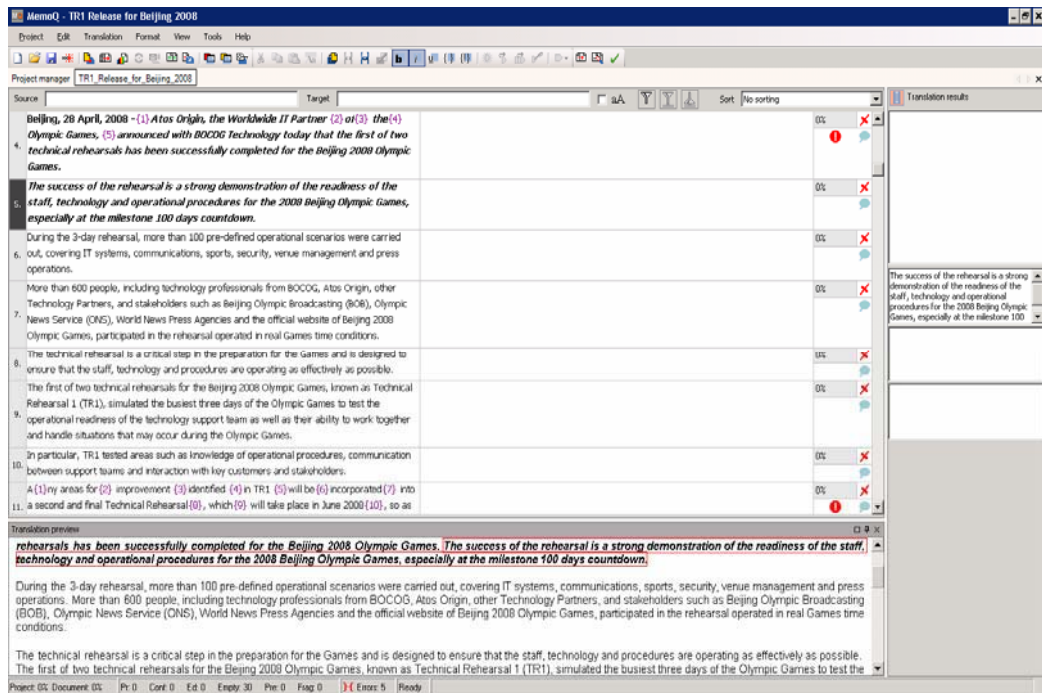 MemoQ - TR1 Release for Beijing 2008
Project Edit Translation Format View Tools Help
Project manager TR1_Release_for_Beijing_2008
Source Target aA Sort No sorting
Translation results
4. Beijing, 28 April, 2008 -{1} Atos Origin, the Worldwide IT Partner {2} of{3} the{4}
Olympic Games, {5} announced with BOCOG Technology today that the first of two
technical rehearsals has been successfully completed for the Beijing 2008 Olympic
Games.
0%
5. The success of the rehearsal is a strong demonstration of the readiness of the
staff, technology and operational procedures for the 2008 Beijing Olympic Games,
especially at the milestone 100 days countdown.
0%
6. During the 3-day rehearsal, more than 100 pre-defined operational scenarios were carried
out, covering IT systems, communications, sports, security, venue management and press
operations.
0%
7. More than 600 people, including technology professionals from BOCOG, Atos Origin, other
Technology Partners, and stakeholders such as Beijing Olympic Broadcasting (BOB), Olympic
News Service (ONS), World News Press Agencies and the official website of Beijing 2008
Olympic Games, participated in the rehearsal operated in real Games time conditions.
0%
8. The technical rehearsal is a critical step in the preparation for the Games and is designed to
ensure that the staff, technology and procedures are operating as effectively as possible.
0%
9. The first of two technical rehearsals for the Beijing 2008 Olympic Games, known as Technical
Rehearsal 1 (TR1), simulated the busiest three days of the Olympic Games to test the
operational readiness of the technology support team as well as their ability to work together
and handle situations that may occur during the Olympic Games.
0%
10. In particular, TR1 tested areas such as knowledge of operational procedures, communication
between support teams and interaction with key customers and stakeholders.
0%
11. A{1}ny areas for{2} improvement {3}identified {4}in TR1 {5}will be{6} incorporated{7} into
a second and final Technical Rehearsal{8}, which{9} will take place in June 2008{10}, so as
0%
The success of the rehearsal is a strong
demonstration of the readiness of the
staff, technology and operational
procedures for the 2008 Beijing Olympic
Games, especially at the milestone 100
Translation preview
rehearsals has been successfully completed for the Beijing 2008 Olympic Games. The success of the rehearsal is a strong demonstration of the readiness of the staff,
technology and operational procedures for the 2008 Beijing Olympic Games, especially at the milestone 100 days countdown.
During the 3-day rehearsal, more than 100 pre-defined operational scenarios were carried out, covering IT systems, communications, sports, security, venue management and press
operations. More than 600 people, including technology professionals from BOCOG, Atos Origin, other Technology Partners, and stakeholders such as Beijing Olympic Broadcasting
(BOB), Olympic News Service (ONS), World News Press Agencies and the official website of Beijing 2008 Olympic Games, participated in the rehearsal operated in real Games time
conditions.
The technical rehearsal is a critical step in the preparation for the Games and is designed to ensure that the staff, technology and procedures are operating as effectively as possible.
The first of two technical rehearsals for the Beijing 2008 Olympic Games, known as Technical Rehearsal 1 (TR1), simulated the busiest three days of the Olympic Games to test the
Project: 0% Document: 0% Pr: 0 Conf: 0 Ed: 0 Empty: 30 Pre: 0 Frag: 0 Errors: 5 Ready